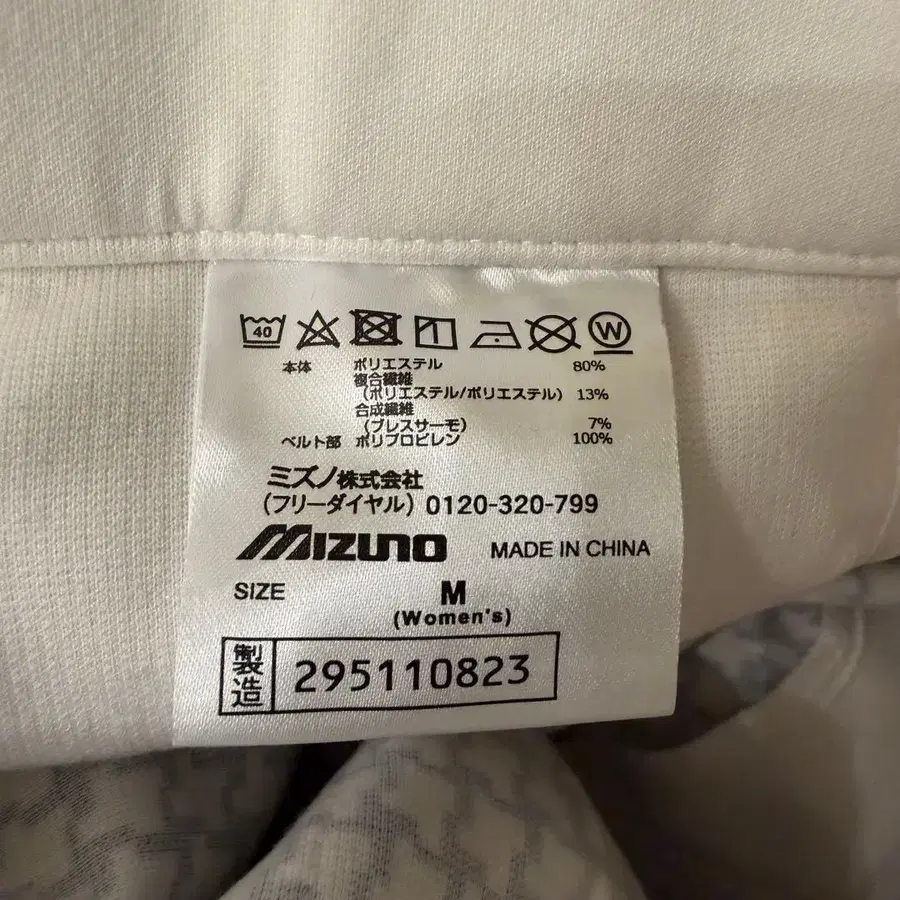 40 W
本体 ポリエステル 80%
複合繊維
(ポリエステル/ポリエステル) 13%
合成繊維
(ブレスサーモ) 7%
ベルト部 ポリプロピレン 100%
ミズノ株式会社
(フリーダイヤル) 0120-320-799
MIZUNO MADE IN CHINA
SIZE M
(Women's)
製造 295110823